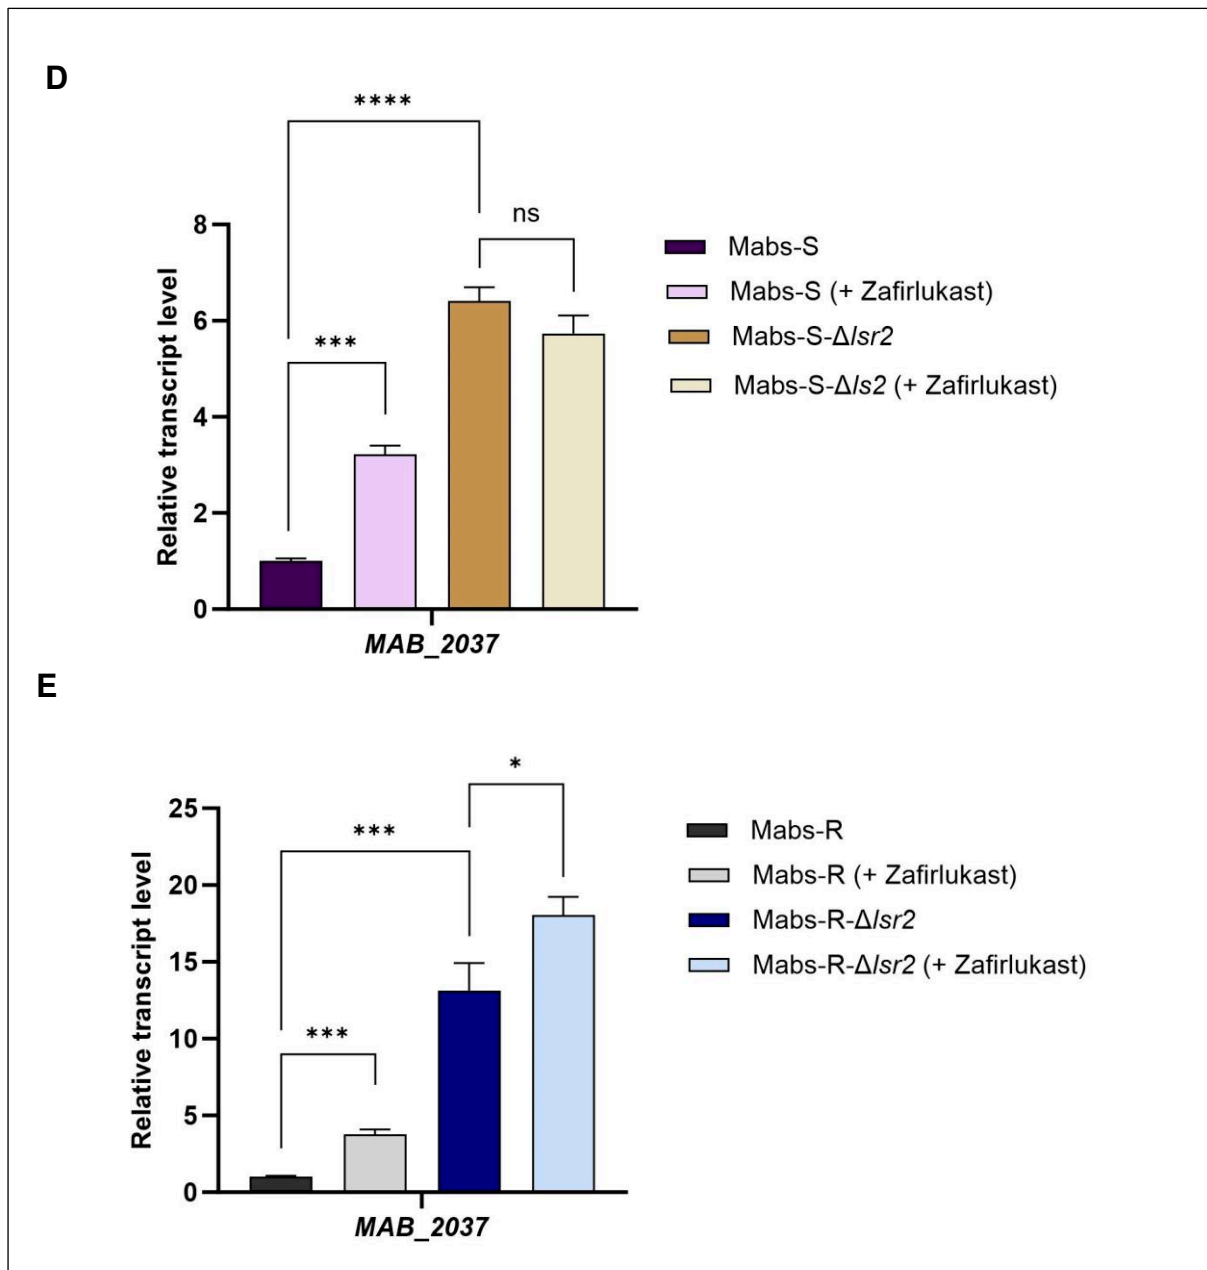 D
****
ns
***
8
6
4
2
0
Relative transcript level
MAB_2037
Mabs-S
Mabs-S (+ Zafirlukast)
Mabs-S-Δlsr2
Mabs-S-Δls2 (+ Zafirlukast)
E
*
***
***
25
20
15
10
5
0
Relative transcript level
MAB_2037
Mabs-R
Mabs-R (+ Zafirlukast)
Mabs-R-Δlsr2
Mabs-R-Δlsr2 (+ Zafirlukast)